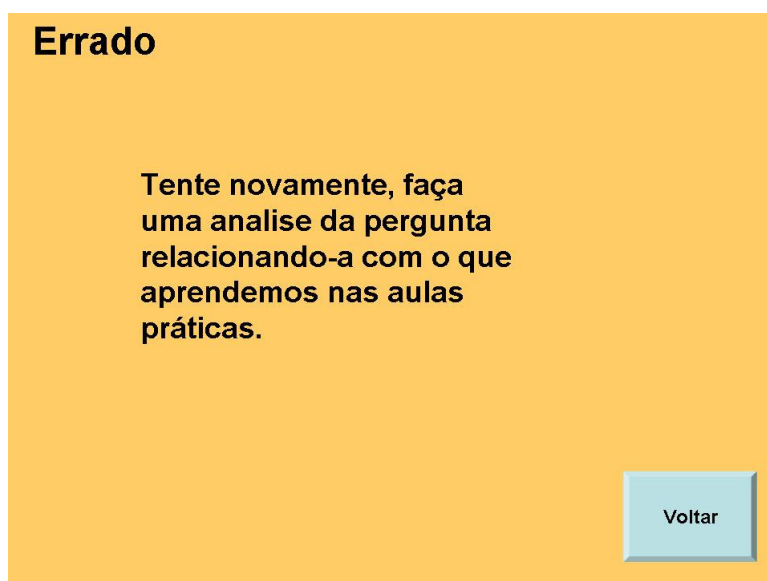 Errado
Tente novamente, faça
uma analise da pergunta
relacionando-a com o que
aprendemos nas aulas
práticas.
Voltar